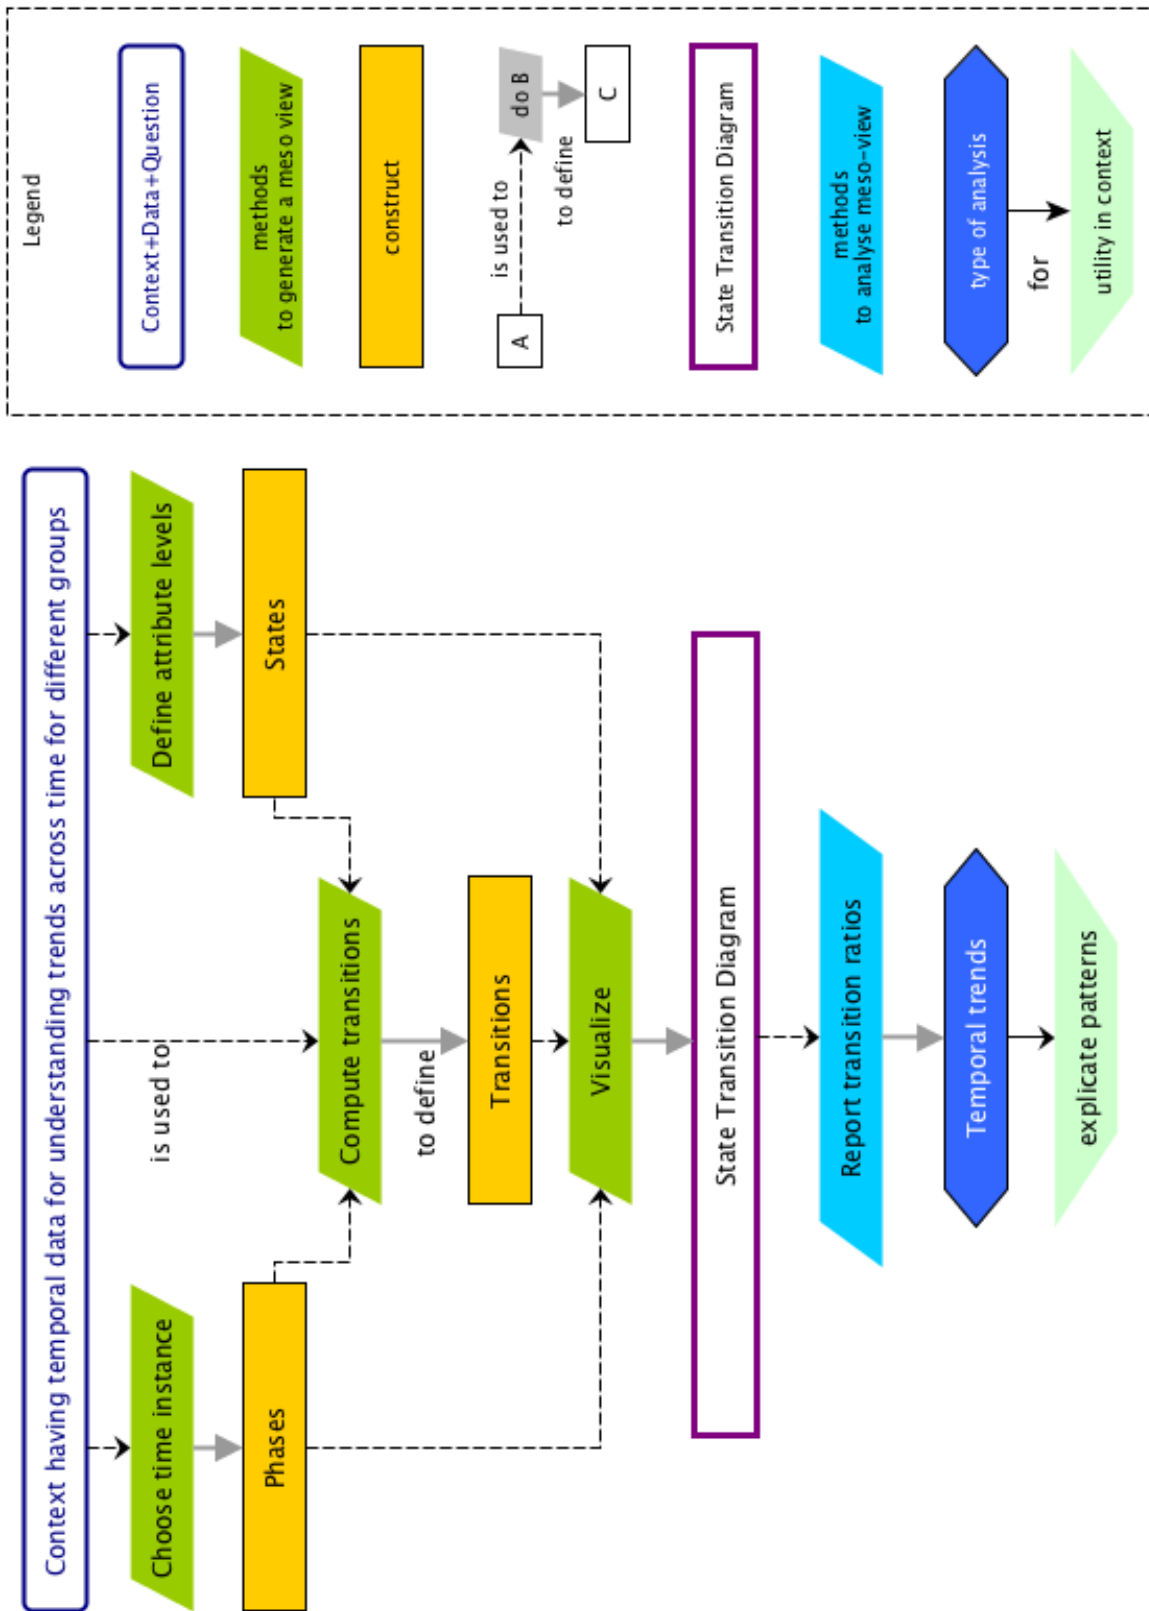 Context having temporal data for understanding trends across time for different groups
Choose time instance
Define attribute levels
Phases
is used to
States
Compute transitions
to define
Transitions
Visualize
State Transition Diagram
Report transition ratios
Temporal trends
explicate patterns
Legend
Context+Data+Question
methods
to generate a meso view
construct
A
is used to
do B
to define
C
State Transition Diagram
methods
to analyse meso-view
type of analysis
for
utility in context